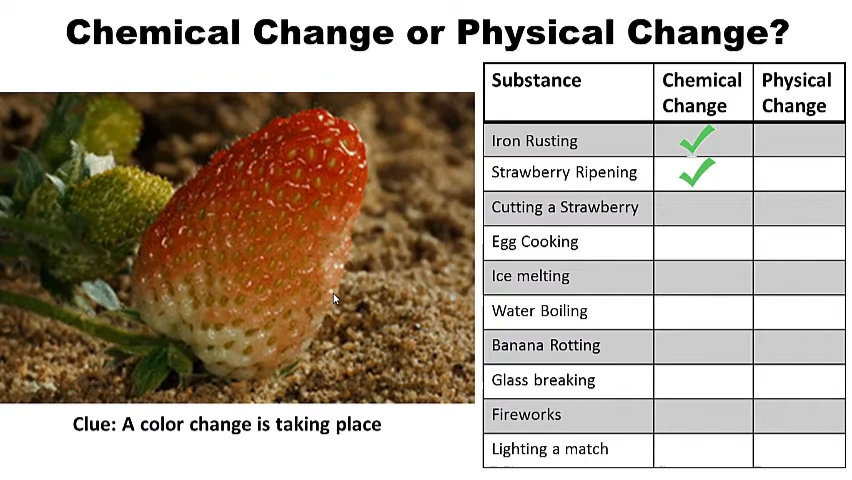 Chemical Change or Physical Change?
Substance
Chemical Change
Physical Change
Iron Rusting
Strawberry Ripening
Cutting a Strawberry
Egg Cooking
Ice melting
Water Boiling
Banana Rotting
Glass breaking
Fireworks
Lighting a match
Clue: A color change is taking place